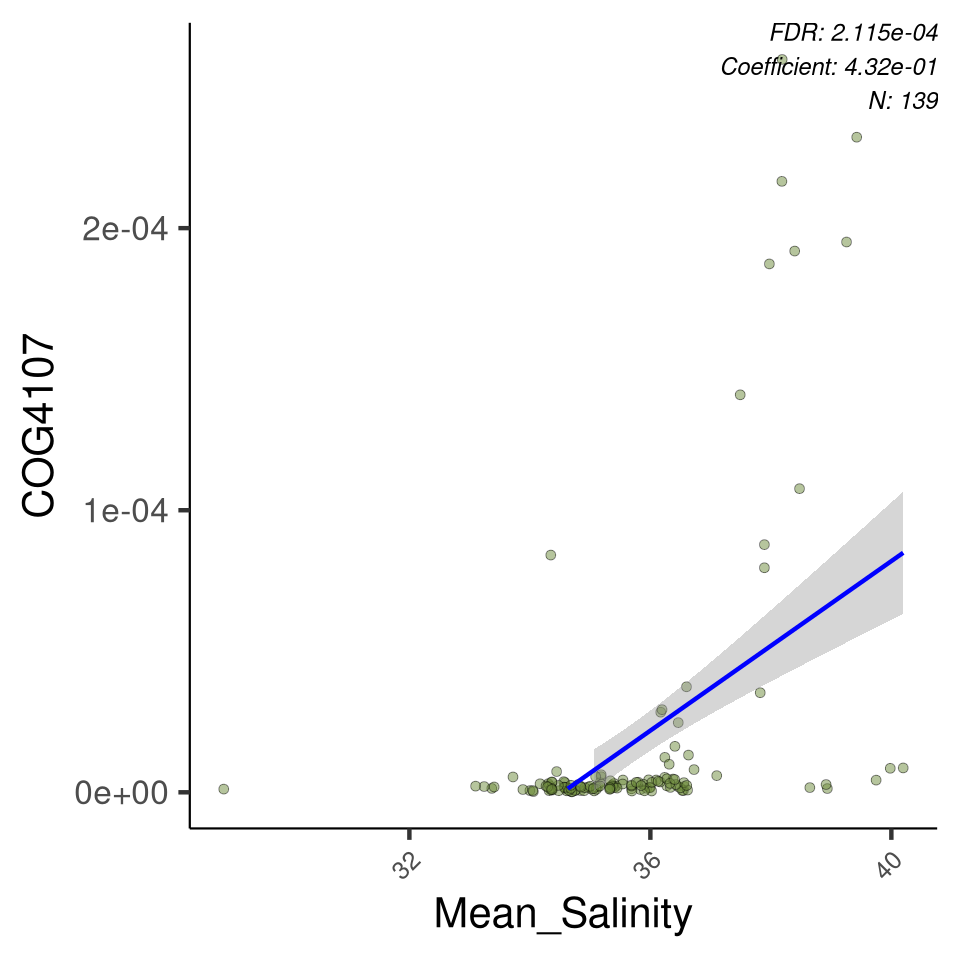 FDR: 2.115e-04
Coefficient: 4.32e-01
N: 139
2e-04
1e-04
0e+00
COG4107
32
36
40
Mean_Salinity